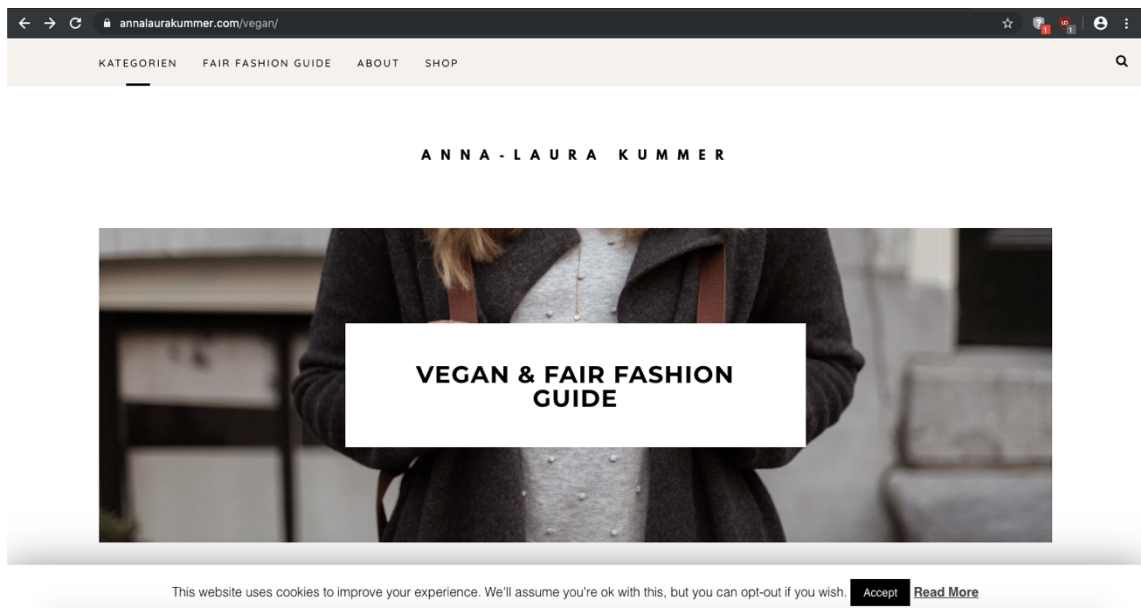 annalaurakummer.com/vegan/
KATEGORIEN FAIR FASHION GUIDE ABOUT SHOP
ANNA-LAURA KUMMER
VEGAN & FAIR FASHION
GUIDE
This website uses cookies to improve your experience. We'll assume you're ok with this, but you can opt-out if you wish. Accept Read More